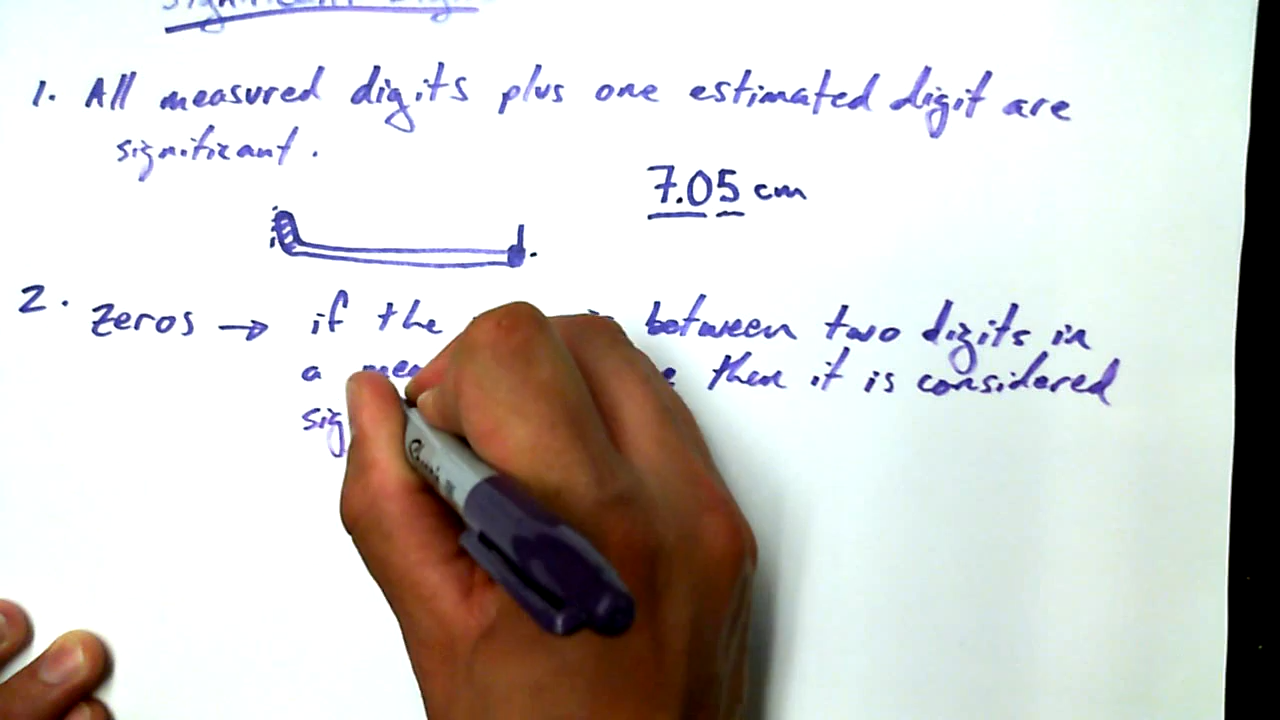 1. All measured digits plus one estimated digit are
significant.
7.05 cm
2. Zeros → if the between two digits in
a then it is considered